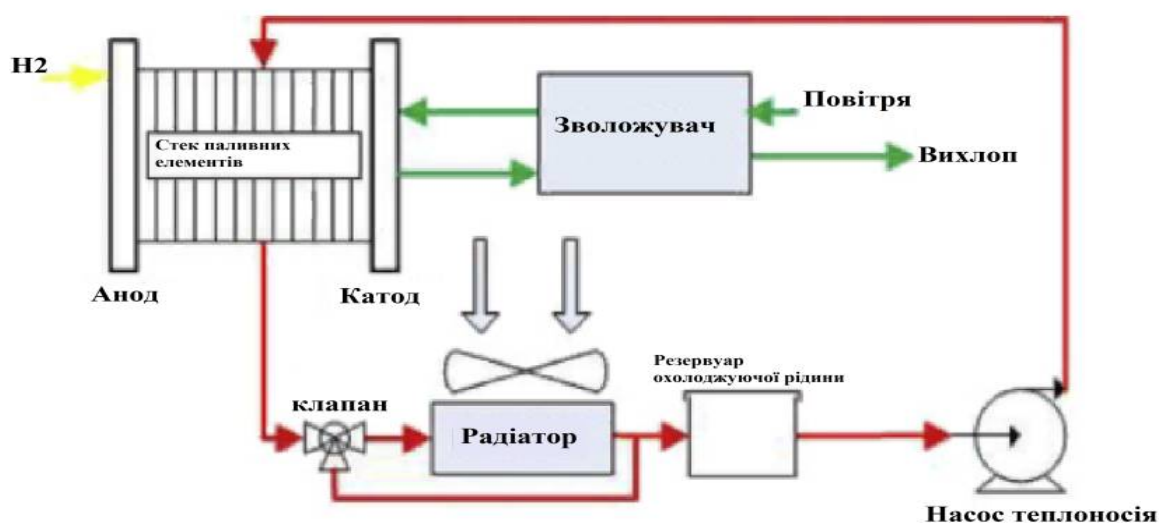 H2
Стек паливних
елементів
Зволожувач
Повітря
Вихлоп
Анод
Катод
клапан
Радіатор
Резервуар
охолоджуючої рідини
Насос теплоносія